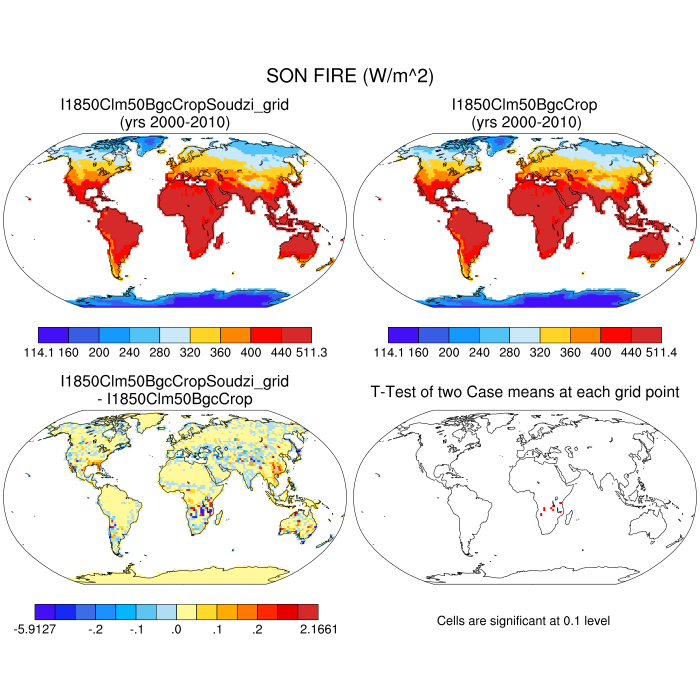 SON FIRE (W/m^2)
I1850Clm50BgcCropSoudzi_grid
(yrs 2000-2010)
I1850Clm50BgcCrop
(yrs 2000-2010)
114.1 160 200 240 280 320 360 400 440 511.3
114.1 160 200 240 280 320 360 400 440 511.3
I1850Clm50BgcCropSoudzi_grid
- I1850Clm50BgcCrop
T-Test of two Case means at each grid point
-5.9127 -.2 -.1 .0 .1 .2 2.1661
Cells are significant at 0.1 level